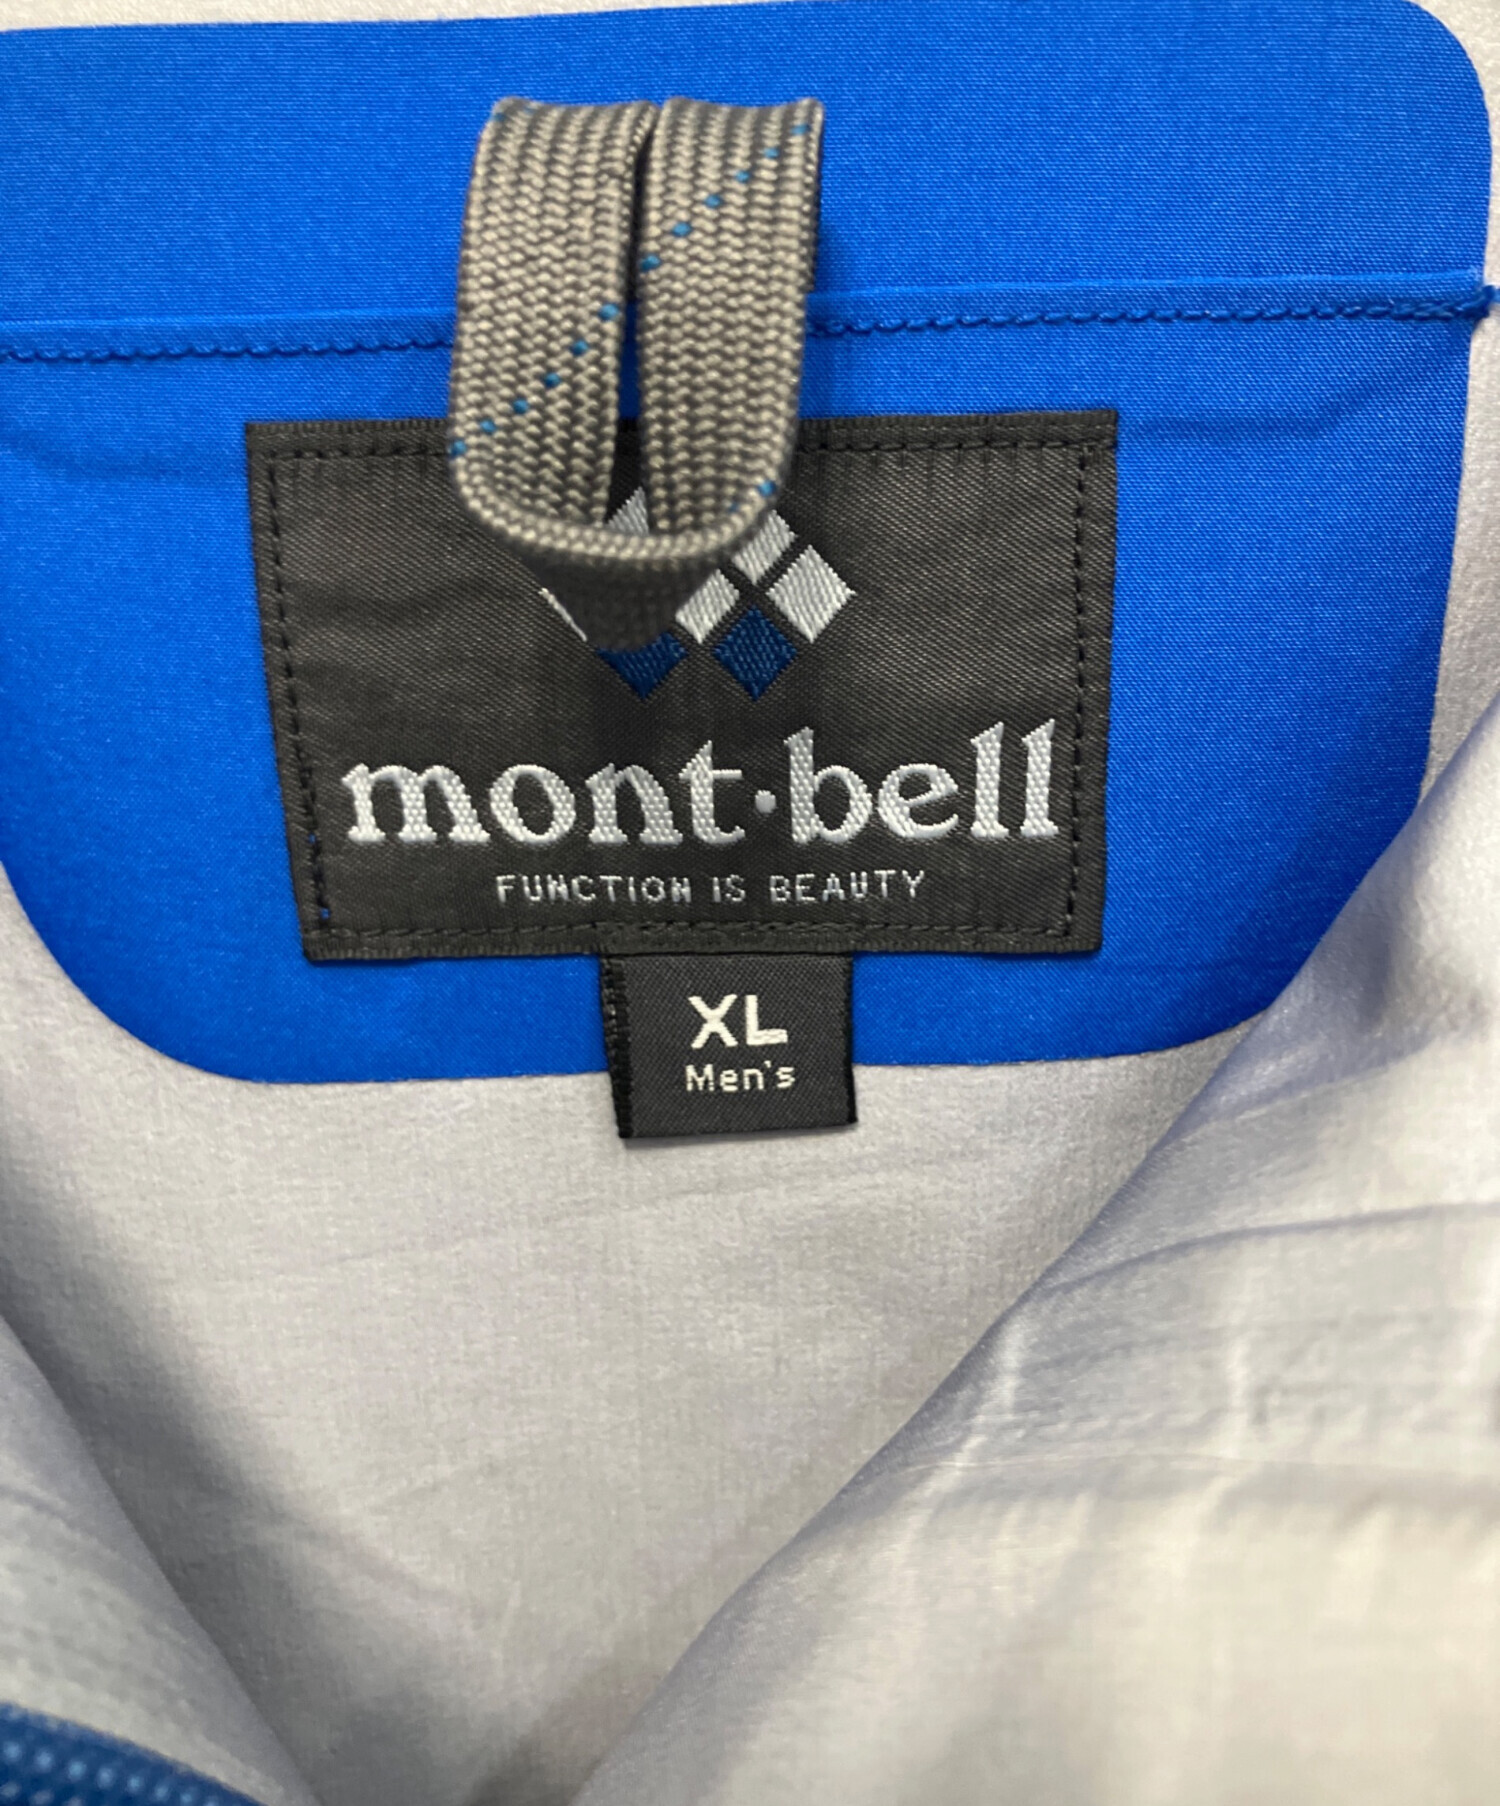 mont·bell
FUNCTION IS BEAUTY
XL
Men's